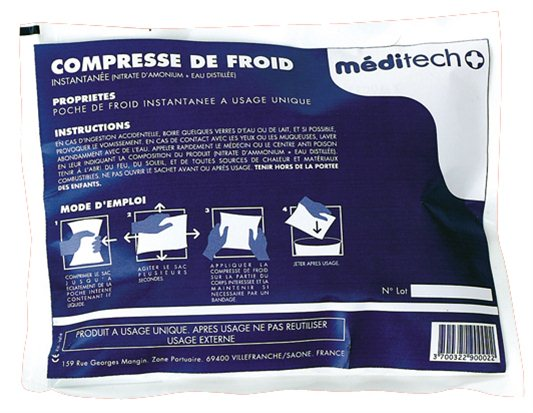 COMPRESSE DE FROID
INSTANTANÉE (NITRATE D'AMONIUM + EAU DISTILLÉE)
méditech
PROPRIETES
POCHE DE FROID INSTANTANEE A USAGE UNIQUE
INSTRUCTIONS
EN CAS D'INGESTION ACCIDENTELLE, BOIRE QUELQUES VERRES D'EAU OU DE LAIT, ET SI POSSIBLE,
PROVOQUER LE VOMISSEMENT. EN CAS DE CONTACT AVEC LES YEUX OU LES MUQUEUSES, LAVER
ABONDAMMENT AVEC DE L'EAU. APPELER RAPIDEMENT LE MÉDECIN OU LE CENTRE ANTI POISON
EN LEUR INDIQUANT LA COMPOSITION DU PRODUIT (NITRATE D'AMMONIUM + EAU DISTILLÉE).
TENIR À L'ABRI DU FEU, DU SOLEIL, ET DE TOUTES SOURCES DE CHALEUR ET MATÉRIAUX
COMBUSTIBLES. NE PAS OUVRIR LE SACHET AVANT OU APRÈS USAGE. TENIR HORS DE LA PORTEE
DES ENFANTS.
MODE D'EMPLOI
1
COMPRIMER LE SAC
JUSQU'A
ÉCLATEMENT DE LA
POCHE INTERNE
CONTENANT LE
LIQUIDE
2
AGITER LE SAC
PLUSIEURS
SECONDES.
3
APPLIQUER LA
COMPRESSE DE FROID
SUR LA PARTIE DU
CORPS INTERESSEE ET LA
MAINTENIR SI
NECESSAIRE PAR UN
BANDAGE
4
JETER APRES USAGE.
N° Lot
PRODUIT A USAGE UNIQUE. APRES USAGE NE PAS REUTILISER
USAGE EXTERNE
159 Rue Georges Mangin. Zone Portuaire. 69400 VILLEFRANCHE/SAONE. FRANCE
CE
3 700322 900022